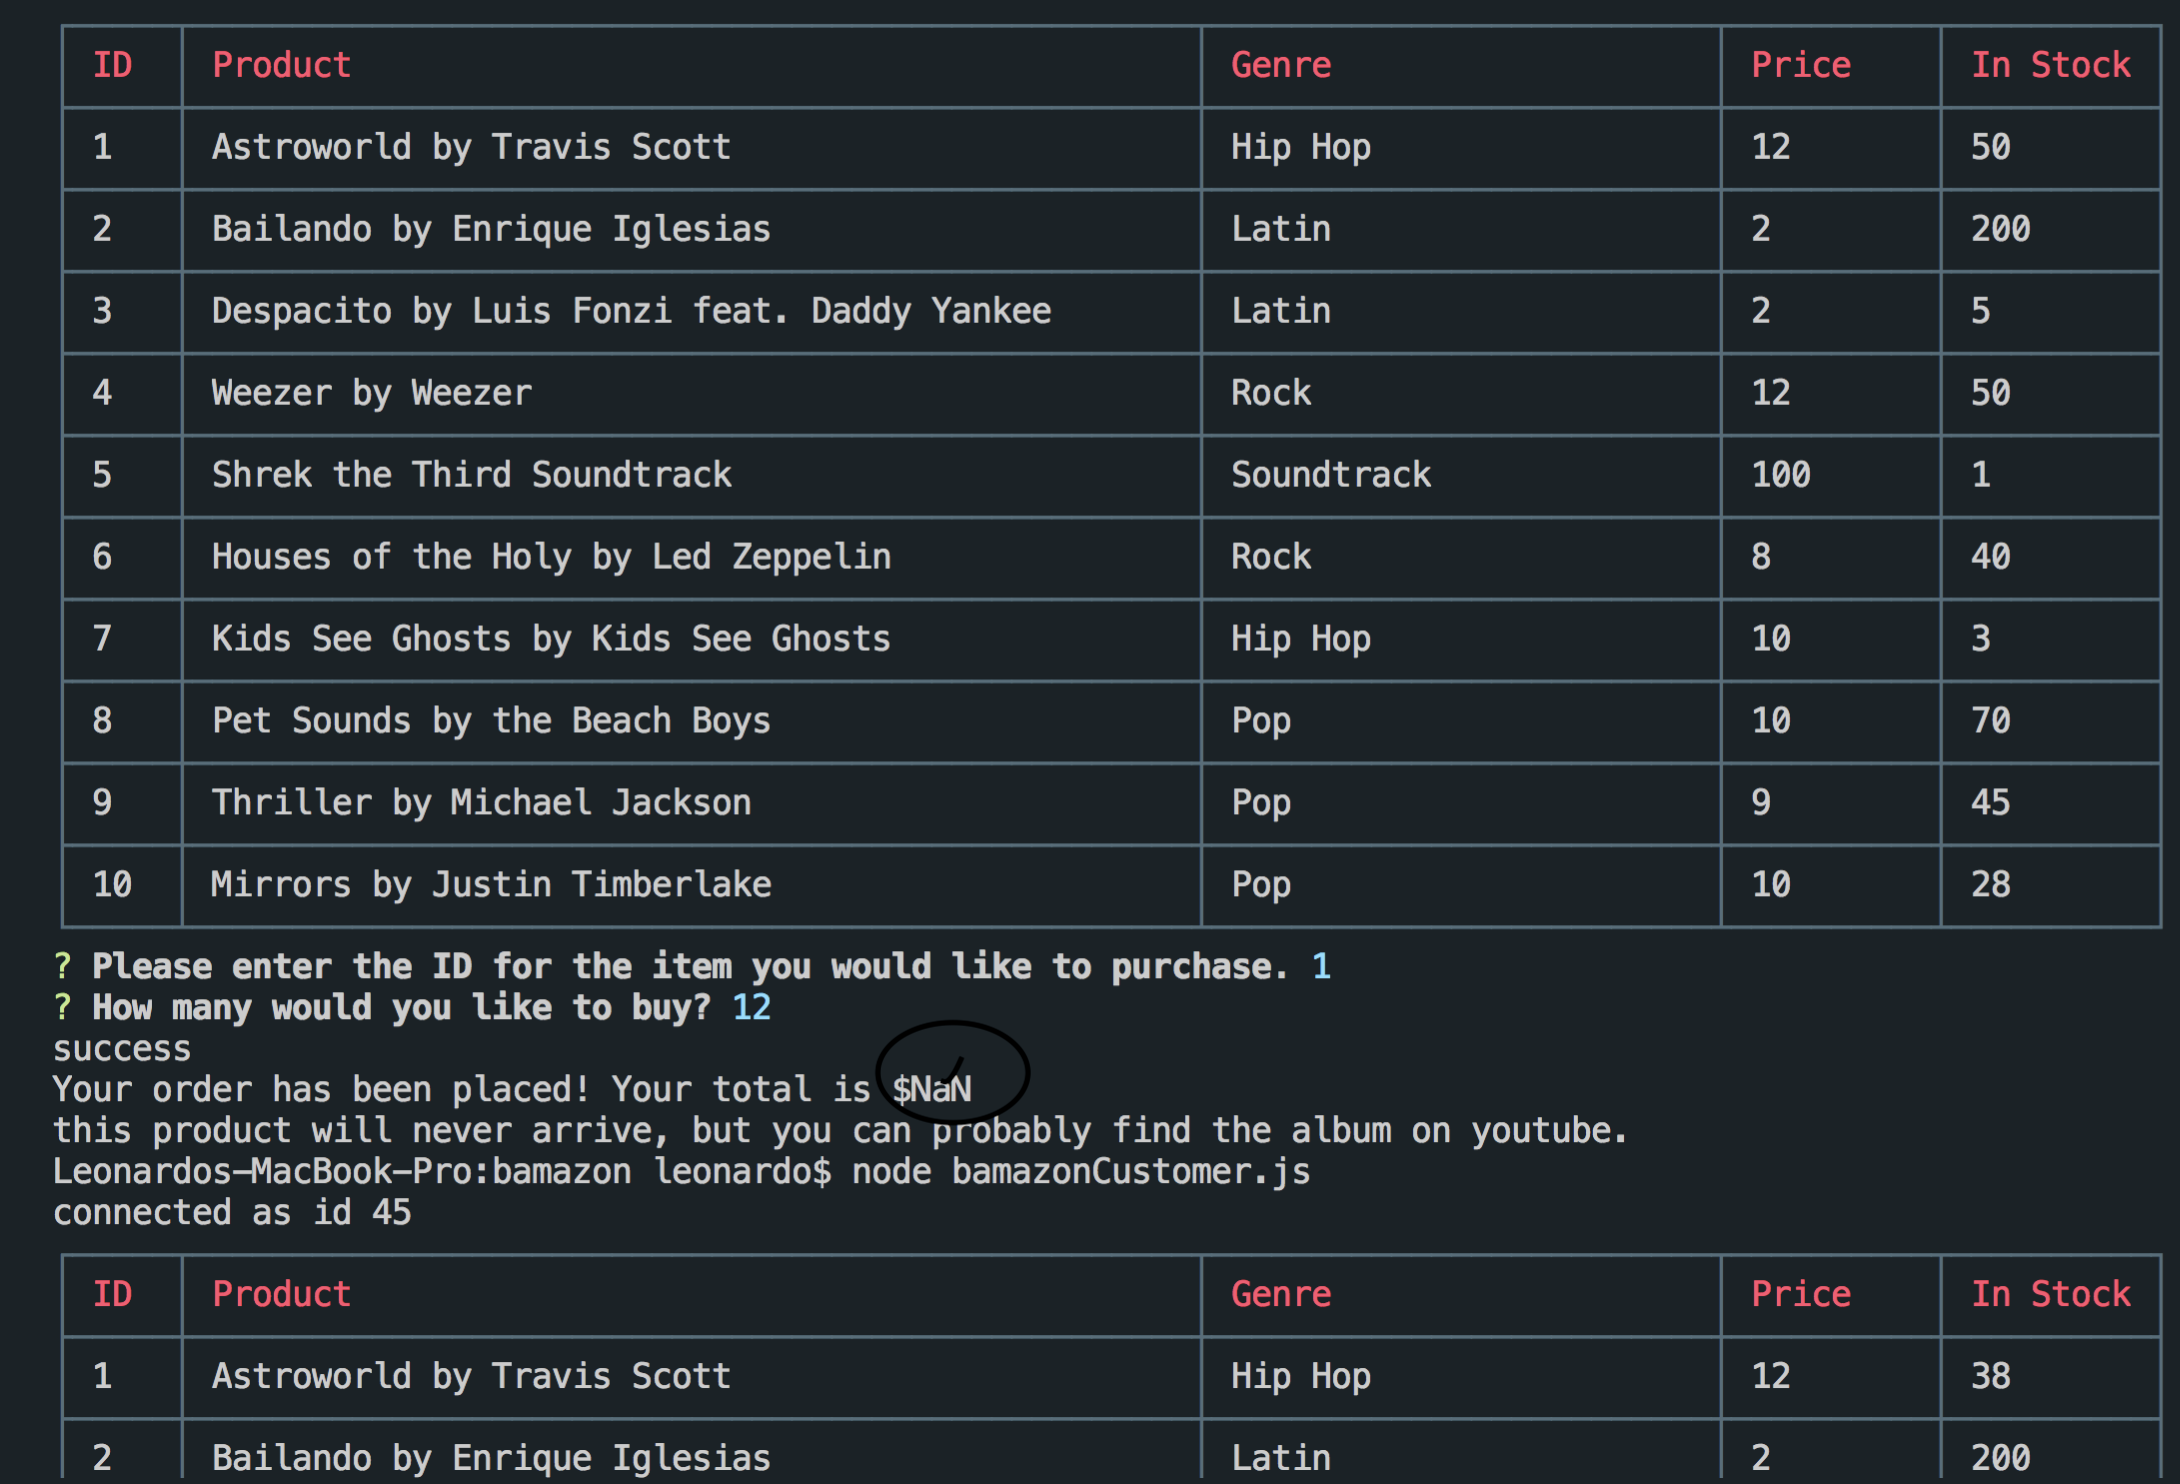 ID Product Genre Price In Stock
1 Astroworld by Travis Scott Hip Hop 12 50
2 Bailando by Enrique Iglesias Latin 2 200
3 Despacito by Luis Fonzi feat. Daddy Yankee Latin 2 5
4 Weezer by Weezer Rock 12 50
5 Shrek the Third Soundtrack Soundtrack 100 1
6 Houses of the Holy by Led Zeppelin Rock 8 40
7 Kids See Ghosts by Kids See Ghosts Hip Hop 10 3
8 Pet Sounds by the Beach Boys Pop 10 70
9 Thriller by Michael Jackson Pop 9 45
10 Mirrors by Justin Timberlake Pop 10 28
? Please enter the ID for the item you would like to purchase. 1
? How many would you like to buy? 12
success
Your order has been placed! Your total is $NaN
this product will never arrive, but you can probably find the album on youtube.
Leonardos-MacBook-Pro:bamazon leonardo$ node bamazonCustomer.js
connected as id 45
ID Product Genre Price In Stock
1 Astroworld by Travis Scott Hip Hop 12 38
2 Bailando by Enrique Iglesias Latin 2 200